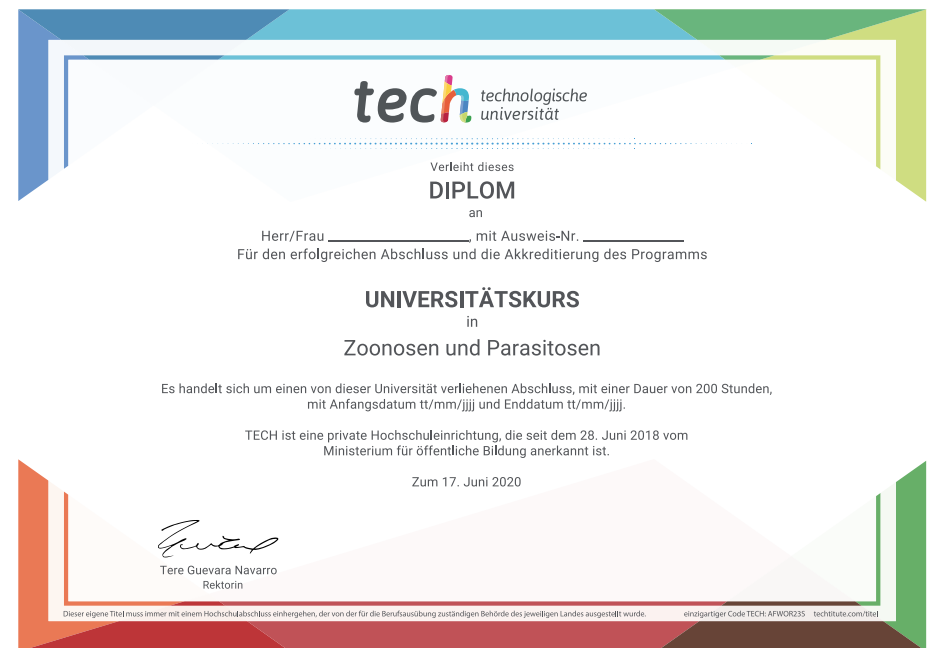 tech technologische
universität
Verleiht dieses
DIPLOM
an
Herr/Frau ____________________, mit Ausweis-Nr. ______________
Für den erfolgreichen Abschluss und die Akkreditierung des Programms
UNIVERSITÄTSKURS
in
Zoonosen und Parasitosen
Es handelt sich um einen von dieser Universität verliehenen Abschluss, mit einer Dauer von 200 Stunden,
mit Anfangsdatum tt/mm/jjjj und Enddatum tt/mm/jjjj.
TECH ist eine private Hochschuleinrichtung, die seit dem 28. Juni 2018 vom
Ministerium für öffentliche Bildung anerkannt ist.
Zum 17. Juni 2020
Tere Guevara Navarro
Rektorin
Dieser eigene Titel muss immer mit einem Hochschulabschluss einhergehen, der von der für die Berufsausübung zuständigen Behörde des jeweiligen Landes ausgestellt wurde. einzigartiger Code TECH: AFWOR23S techtitute.com/titel